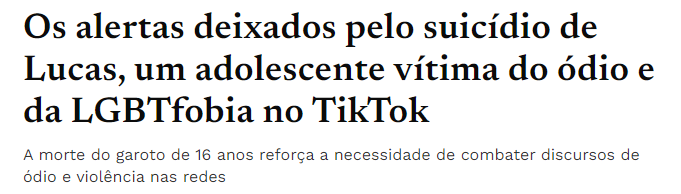 Os alertas deixados pelo suicídio de
Lucas, um adolescente vítima do ódio e
da LGBTfobia no TikTok
A morte do garoto de 16 anos reforça a necessidade de combater discursos de
ódio e violência nas redes